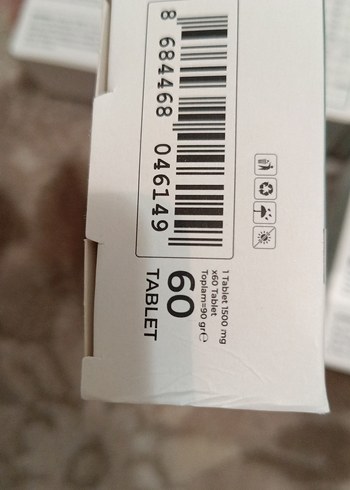 8 684468 046149
1 Tablet 1500 mg
x60 Tablet
Toplam=90 gr℮
60
TABLET